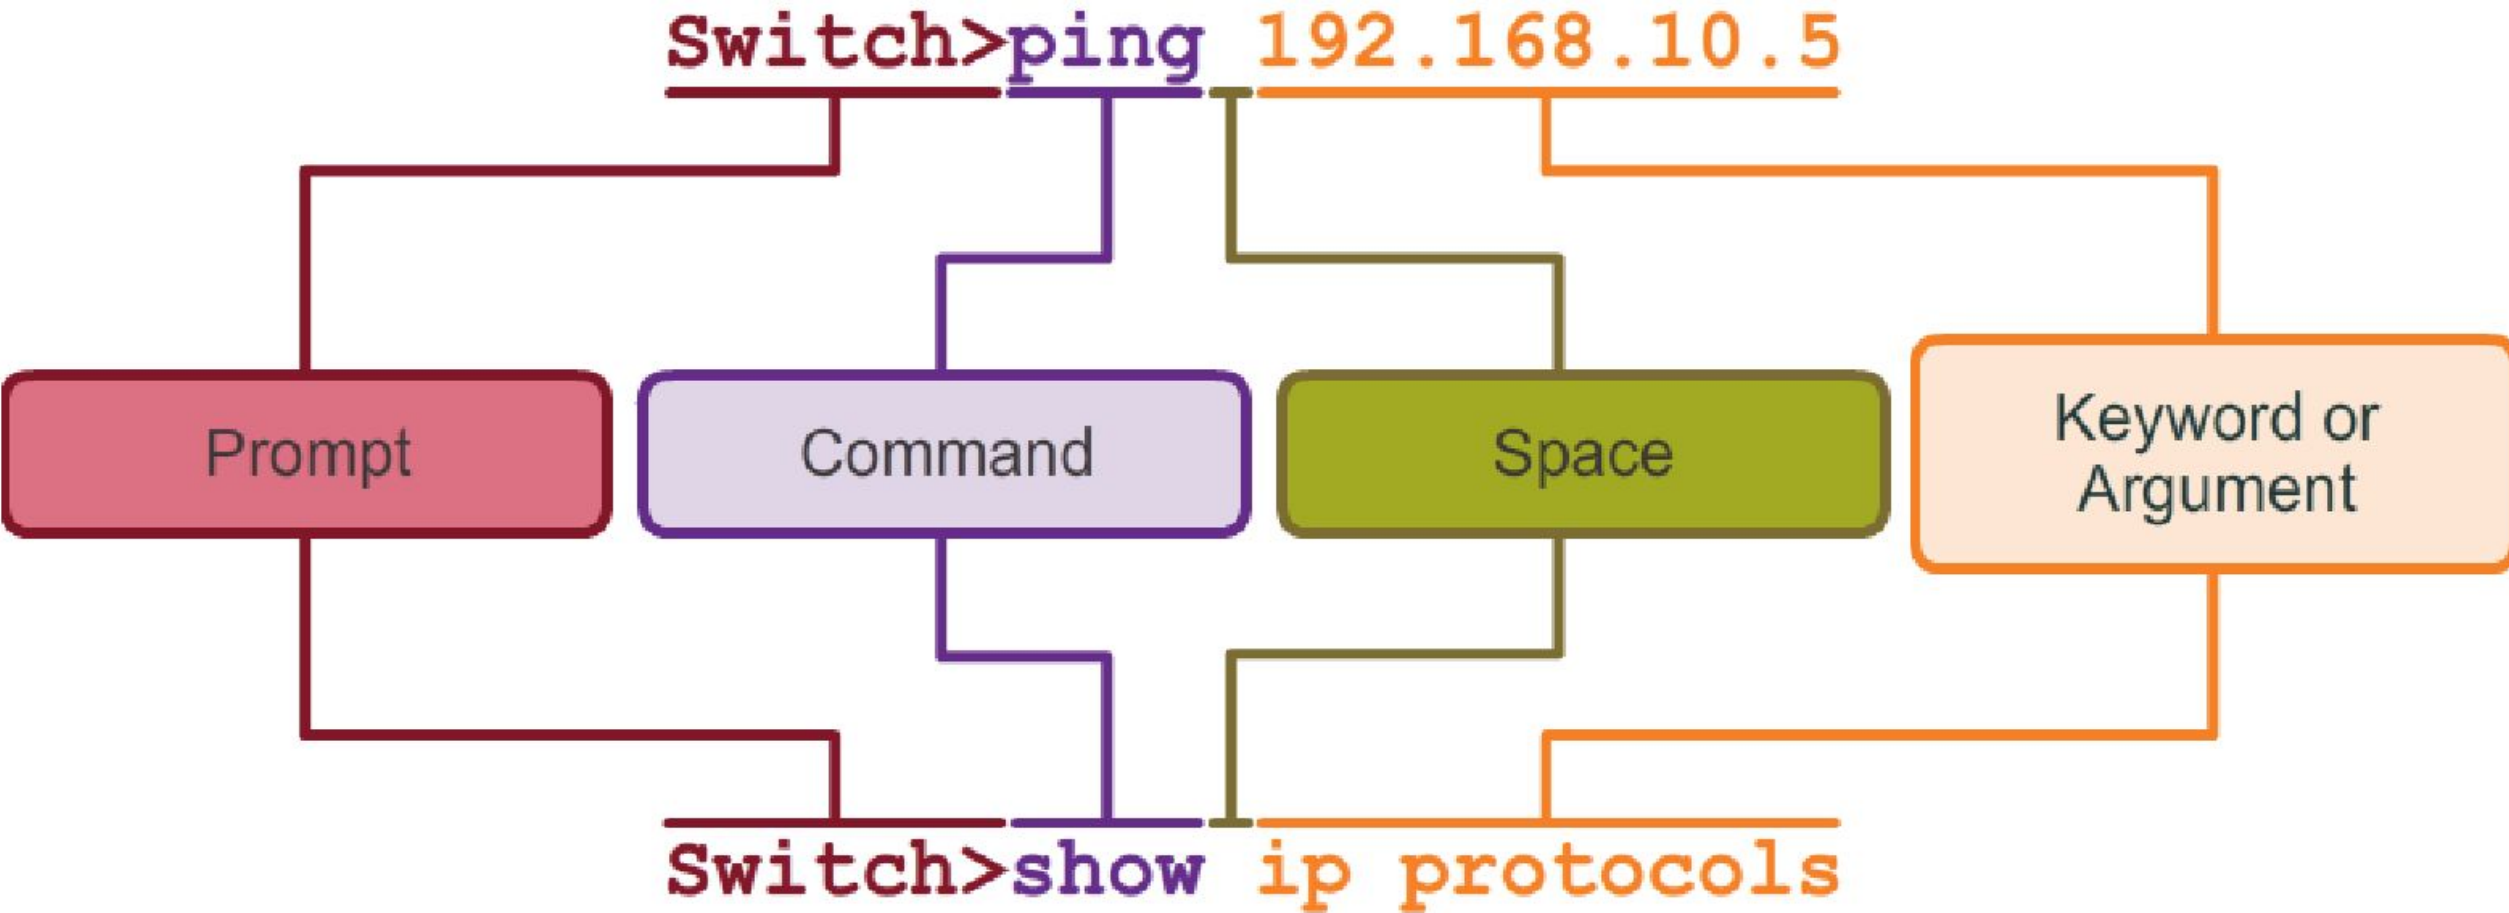 Switch>ping 192.168.10.5
Prompt
Command
Space
Keyword or
Argument
Switch>show ip protocols